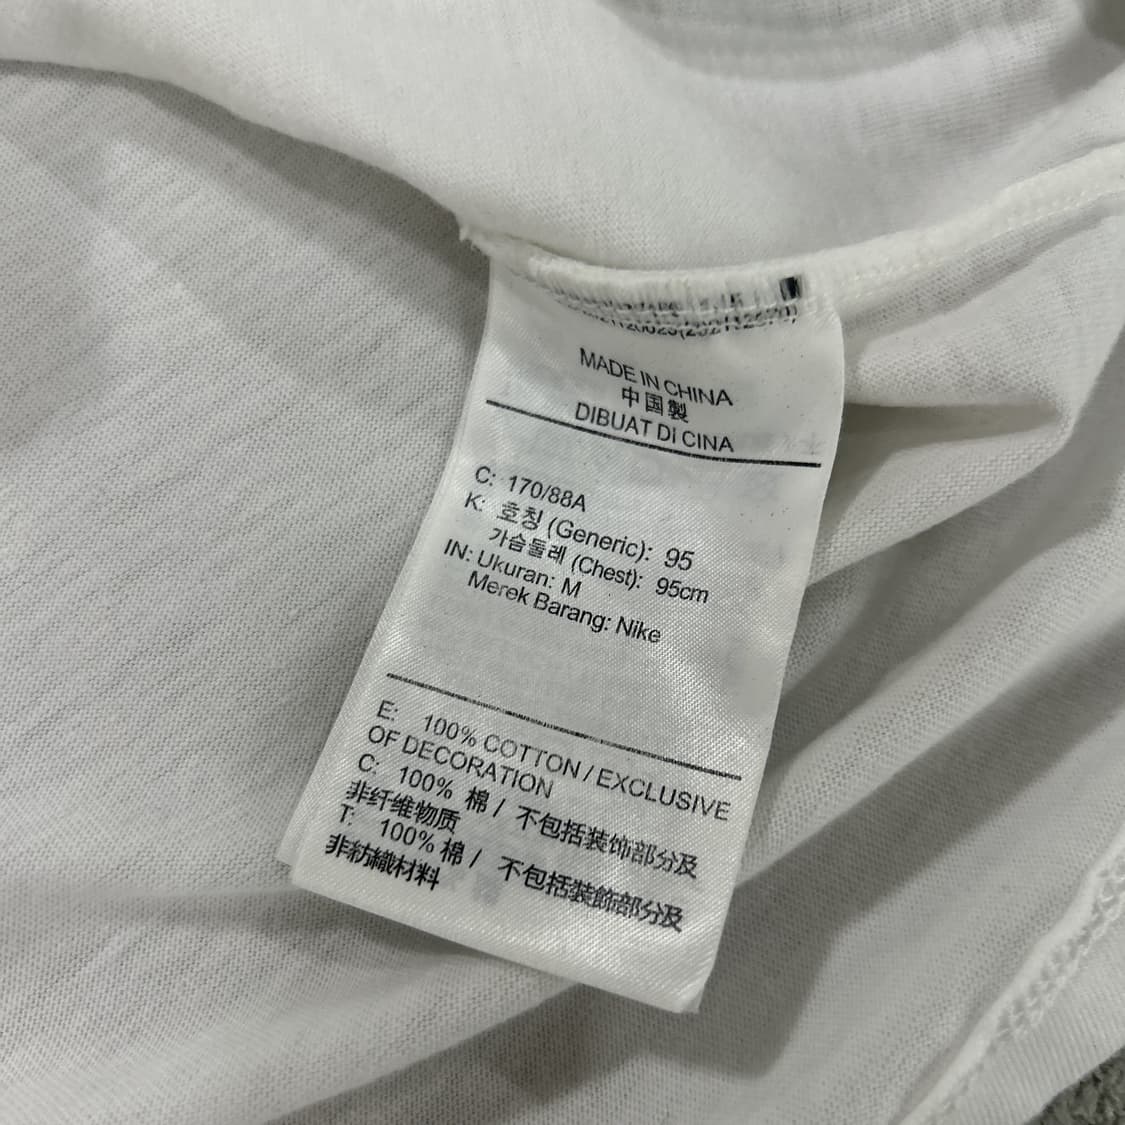 MADE IN CHINA
中国製
DIBUAT Di CINA
C: 170/88A
K: 호칭 (Generic): 95
가슴둘레 (Chest): 95cm
IN: Ukuran: M
Merek Barang: Nike
E: 100% COTTON / EXCLUSIVE
OF DECORATION
C: 100% 棉 / 不包括装饰部分及
非纤维物质
T: 100% 棉 / 不包括裝飾部分及
非紡織材料